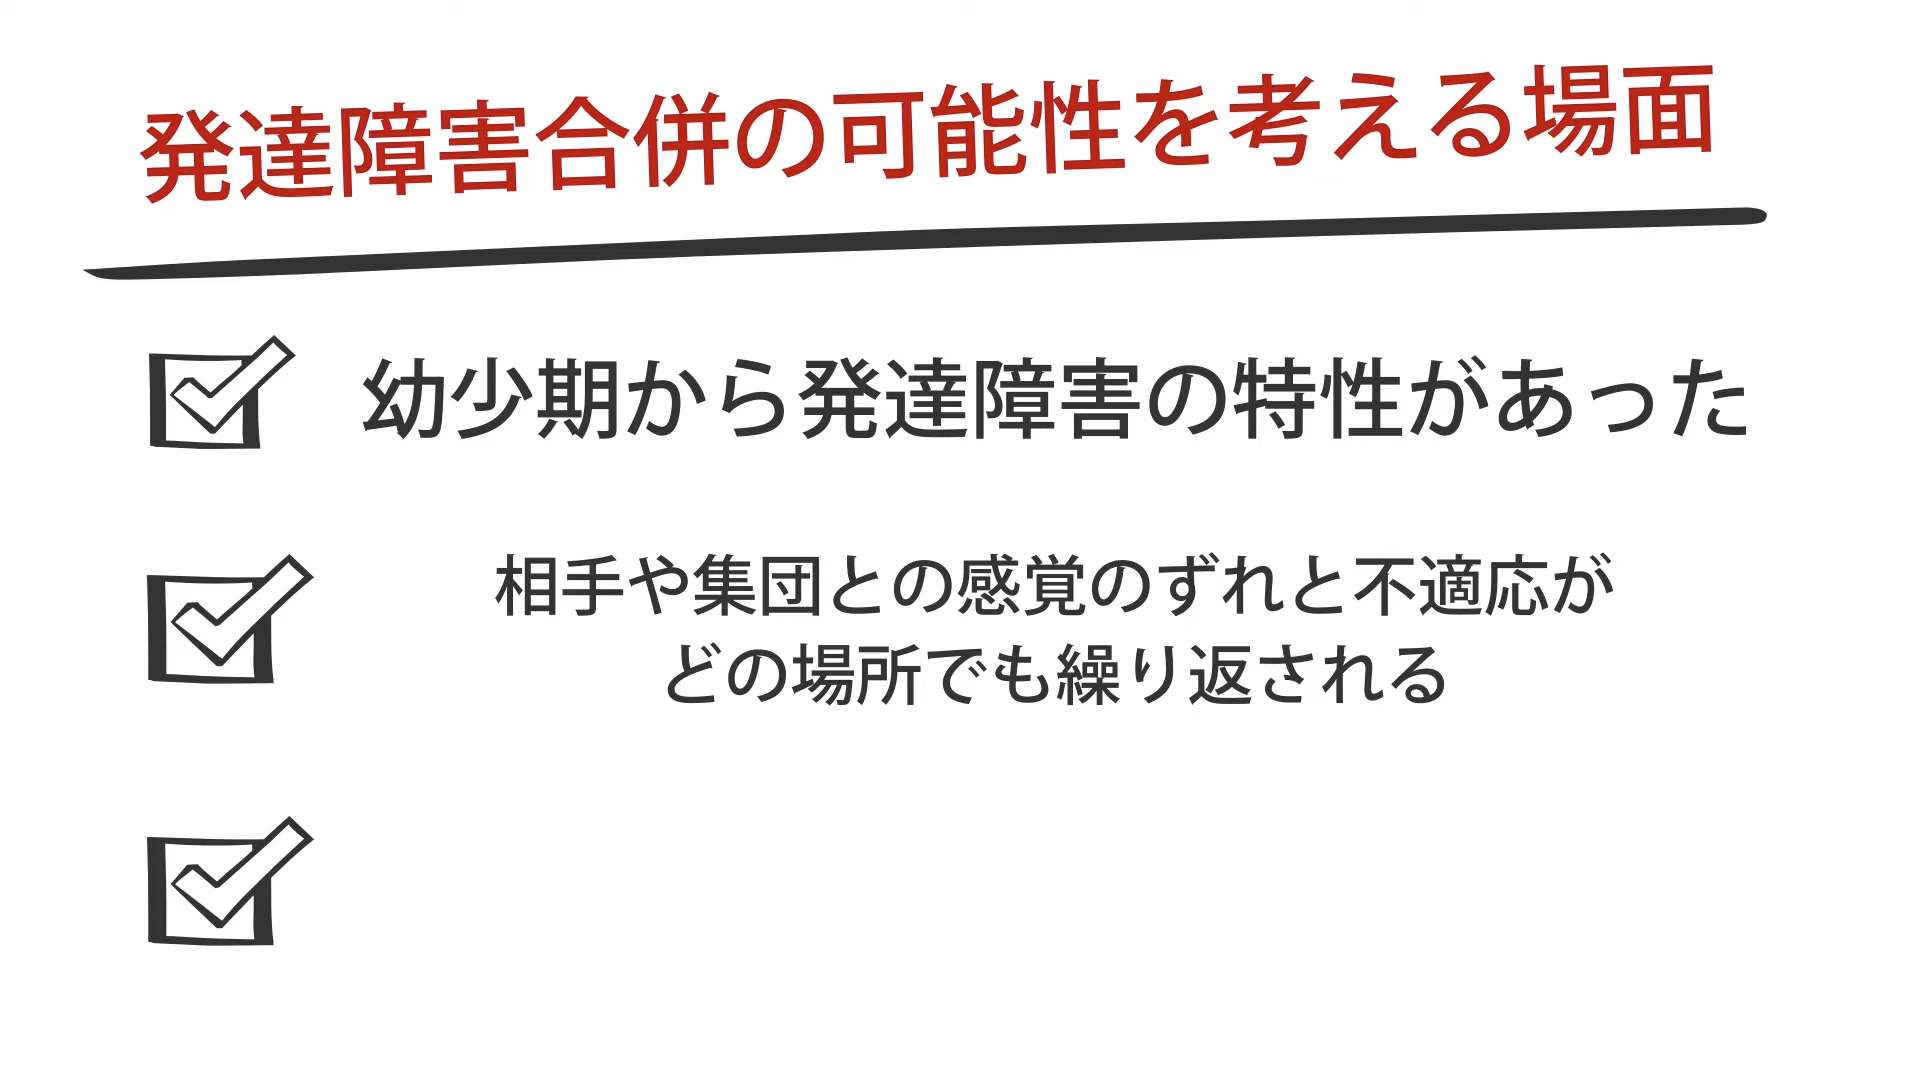 発達障害合併の可能性を考える場面
幼少期から発達障害の特性があった
相手や集団との感覚のずれと不適応が
どの場所でも繰り返される